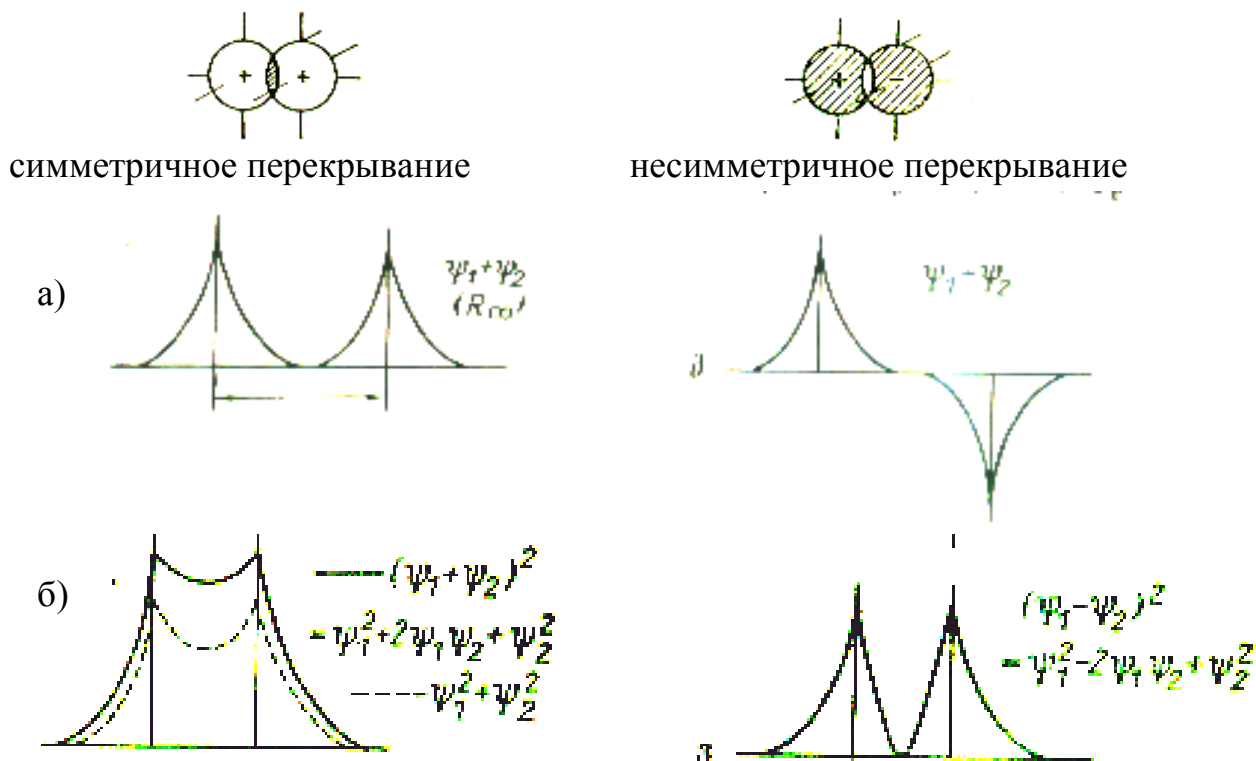 + +
+ −
симметричное перекрывание
несимметричное перекрывание
а)
ψ₁+ψ₂
(R∞)
ψ₁−ψ₂
б)
(ψ₁+ψ₂)²
=ψ₁²+2ψ₁ψ₂+ψ₂²
ψ₁²+ψ₂²
(ψ₁−ψ₂)²
=ψ₁²−2ψ₁ψ₂+ψ₂²